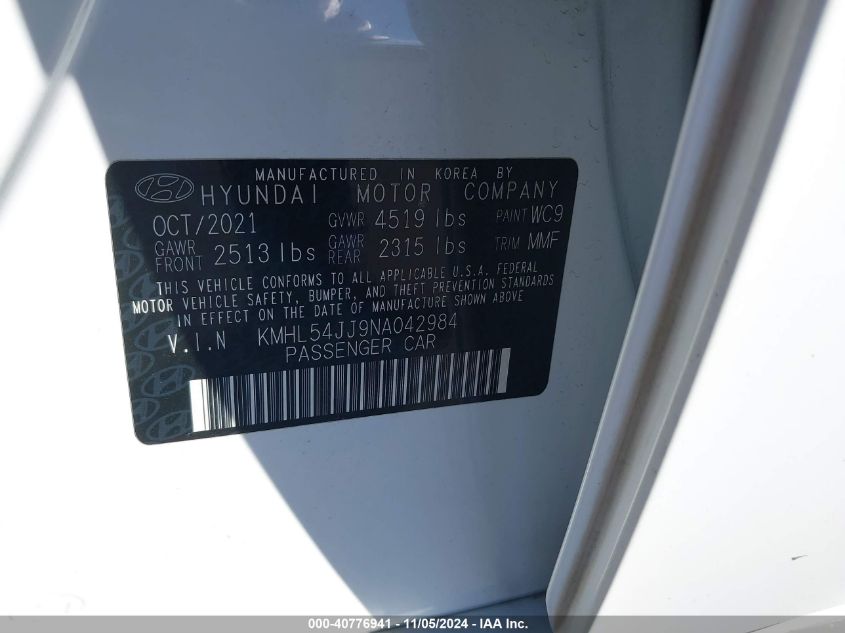 MANUFACTURED IN KOREA BY
HYUNDAI MOTOR COMPANY
OCT/2021 GVWR 4519 lbs PAINT WC9
GAWR FRONT 2513 lbs GAWR REAR 2315 lbs TRIM MMF
THIS VEHICLE CONFORMS TO ALL APPLICABLE U.S.A. FEDERAL
MOTOR VEHICLE SAFETY, BUMPER, AND THEFT PREVENTION STANDARDS
IN EFFECT ON THE DATE OF MANUFACTURE SHOWN ABOVE
V.I.N KMHL54JJ9NA042984
PASSENGER CAR
000-40776941 - 11/05/2024 - IAA Inc.